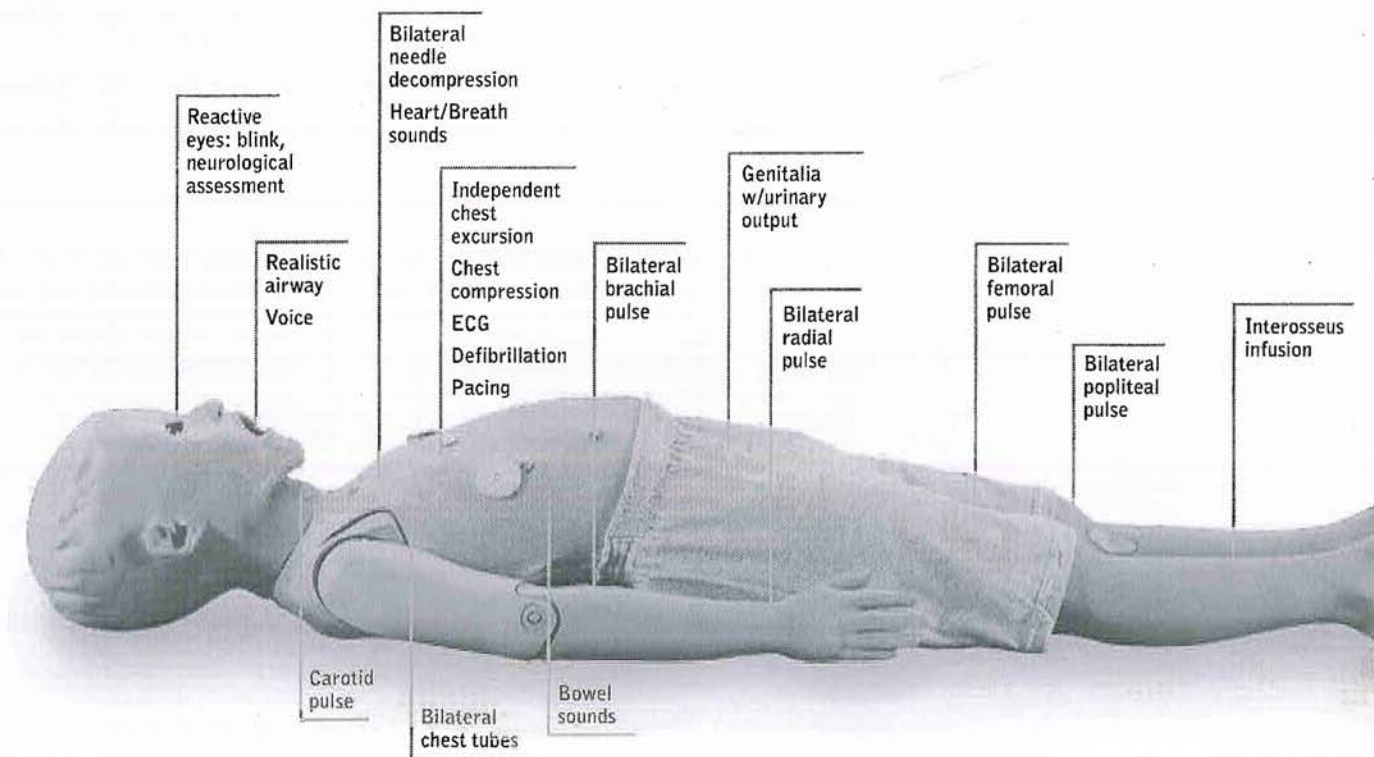 Bilateral
needle
decompression
Heart/Breath
sounds
Reactive
eyes: blink,
neurological
assessment
Independent
chest
excursion
Chest
compression
ECG
Defibrillation
Pacing
Genitalia
w/urinary
output
Realistic
airway
Voice
Bilateral
brachial
pulse
Bilateral
radial
pulse
Bilateral
femoral
pulse
Bilateral
popliteal
pulse
Interosseus
infusion
Carotid
pulse
Bilateral
chest tubes
Bowel
sounds